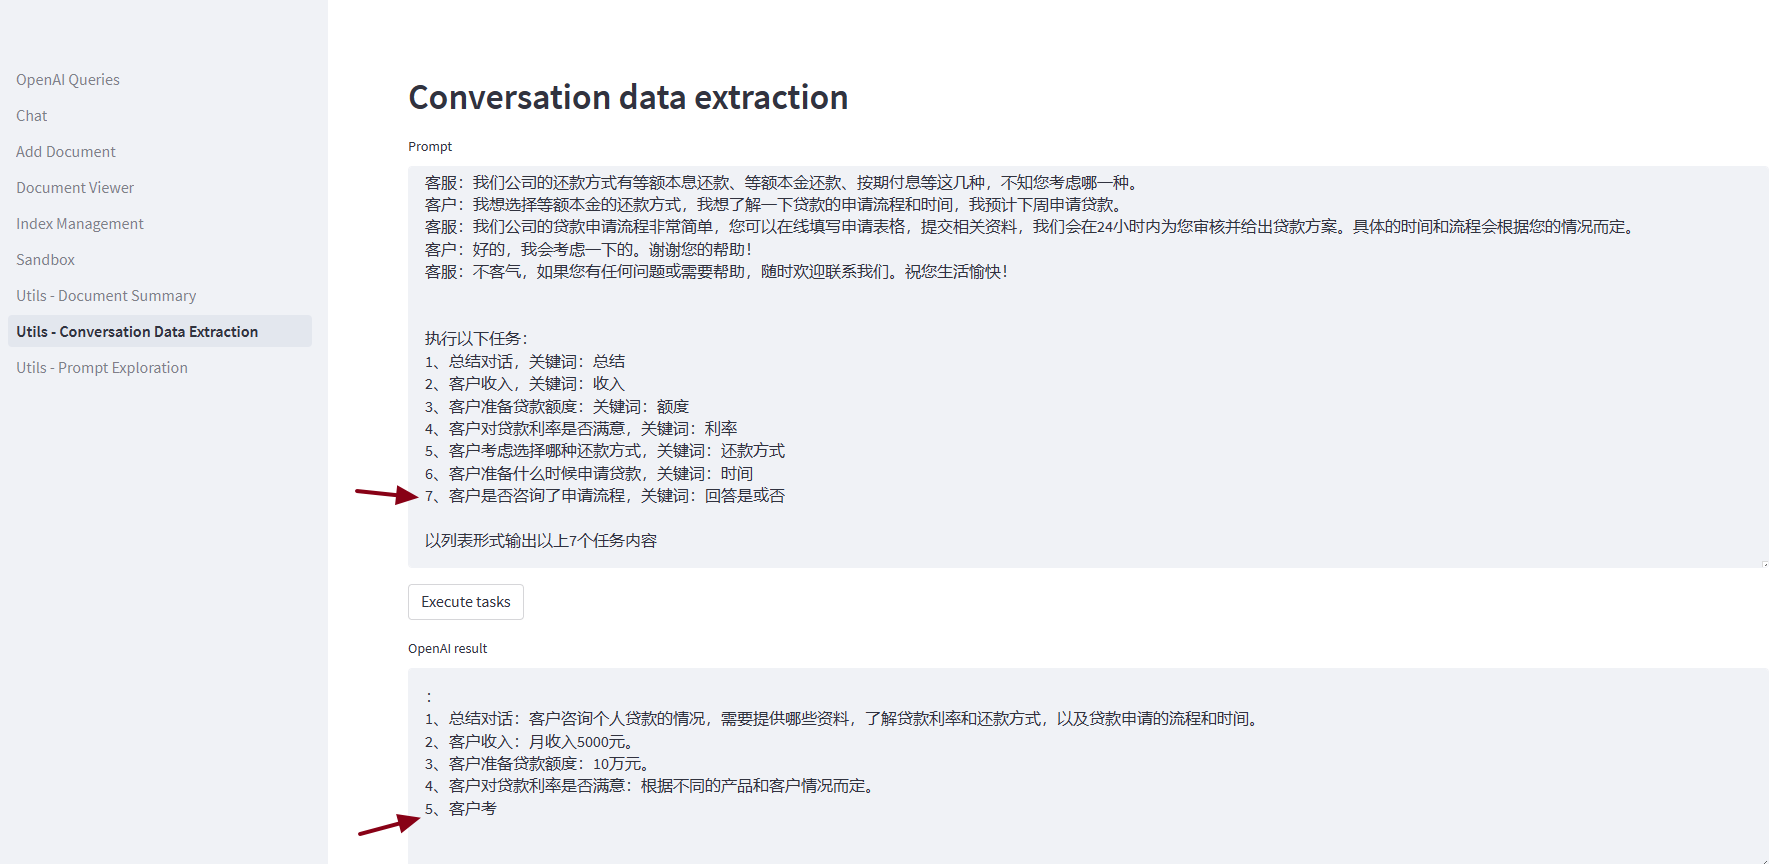 OpenAI Queries
Chat
Add Document
Document Viewer
Index Management
Sandbox
Utils - Document Summary
Utils - Conversation Data Extraction
Utils - Prompt Exploration
Conversation data extraction
Prompt
客服：我们公司的还款方式有等额本息还款、等额本金还款、按期付息等这几种，不知您考虑哪一种。
客户：我想选择等额本金的还款方式，我想了解一下贷款的申请流程和时间，我预计下周申请贷款。
客服：我们公司的贷款申请流程非常简单，您可以在线填写申请表格，提交相关资料，我们会在24小时内为您审核并给出贷款方案。具体的时间和流程会根据您的情况而定。
客户：好的，我会考虑一下的。谢谢您的帮助！
客服：不客气，如果您有任何问题或需要帮助，随时欢迎联系我们。祝您生活愉快！
执行以下任务：
1、总结对话，关键词：总结
2、客户收入，关键词：收入
3、客户准备贷款额度：关键词：额度
4、客户对贷款利率是否满意，关键词：利率
5、客户考虑选择哪种还款方式，关键词：还款方式
6、客户准备什么时候申请贷款，关键词：时间
7、客户是否咨询了申请流程，关键词：回答是或否
以列表形式输出以上7个任务内容
Execute tasks
OpenAI result
：
1、总结对话：客户咨询个人贷款的情况，需要提供哪些资料，了解贷款利率和还款方式，以及贷款申请的流程和时间。
2、客户收入：月收入5000元。
3、客户准备贷款额度：10万元。
4、客户对贷款利率是否满意：根据不同的产品和客户情况而定。
5、客户考